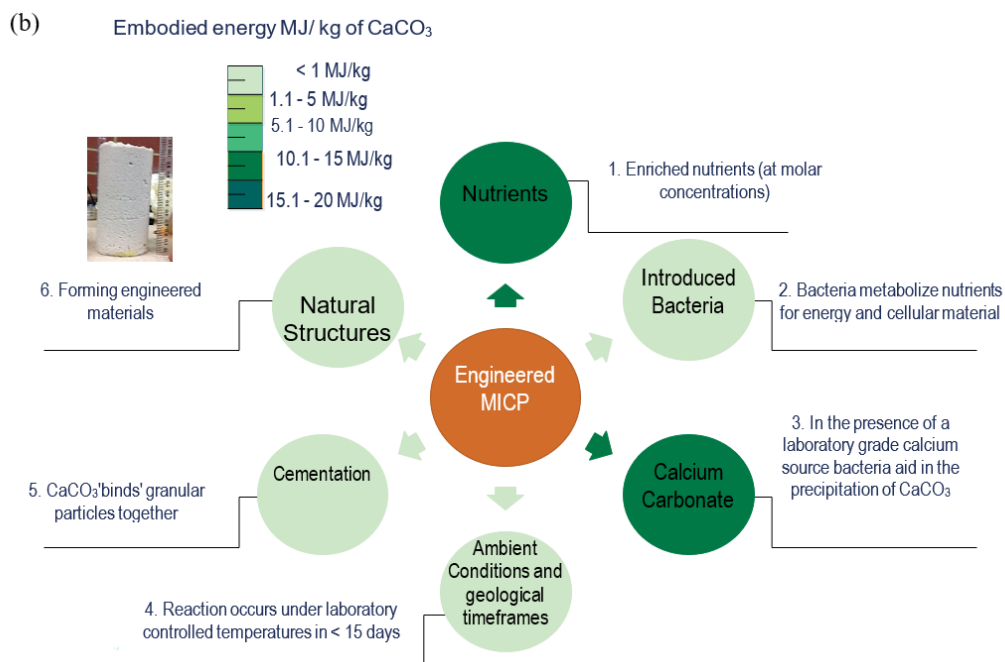 (b)
Embodied energy MJ/ kg of CaCO₃
< 1 MJ/kg
1.1 - 5 MJ/kg
5.1 - 10 MJ/kg
10.1 - 15 MJ/kg
15.1 - 20 MJ/kg
Nutrients
1. Enriched nutrients (at molar
concentrations)
Introduced
Bacteria
2. Bacteria metabolize nutrients
for energy and cellular material
Engineered
MICP
3. In the presence of a
laboratory grade calcium
source bacteria aid in the
precipitation of CaCO₃
Calcium
Carbonate
Ambient
Conditions and
geological
timeframes
4. Reaction occurs under laboratory
controlled temperatures in < 15 days
Cementation
5. CaCO₃'binds' granular
particles together
Natural
Structures
6. Forming engineered
materials